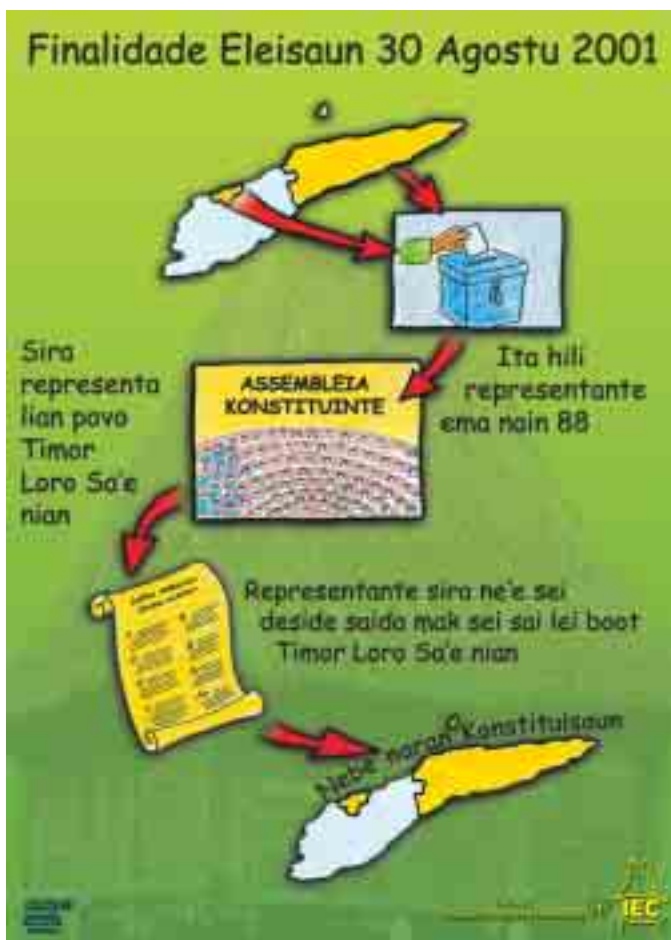 Finalidade Eleisaun 30 Agostu 2001
Ita hili
representante
ema nain 88
ASSEMBLEIA
KONSTITUINTE
Sira
representa
lian povo
Timor
Loro Sa'e
nian
Representante sira ne'e sei
deside saida mak sei sai lei boot
Timor Loro Sa'e nian
Nebe naran Konstituisaun
IEC